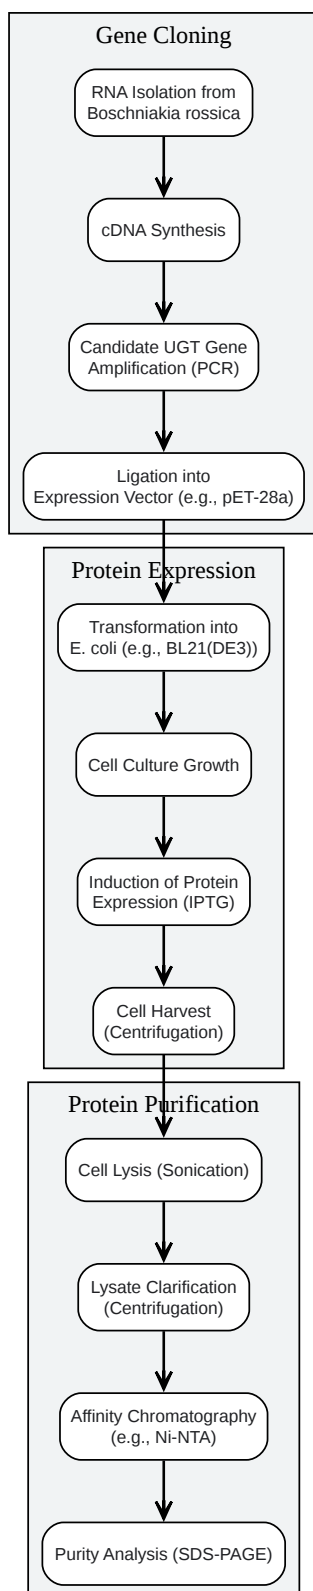 Gene Cloning
RNA Isolation from
Boschniakia rossica
cDNA Synthesis
Candidate UGT Gene
Amplification (PCR)
Ligation into
Expression Vector (e.g., pET-28a)
Protein Expression
Transformation into
E. coli (e.g., BL21(DE3))
Cell Culture Growth
Induction of Protein
Expression (IPTG)
Cell Harvest
(Centrifugation)
Protein Purification
Cell Lysis (Sonication)
Lysate Clarification
(Centrifugation)
Affinity Chromatography
(e.g., Ni-NTA)
Purity Analysis (SDS-PAGE)